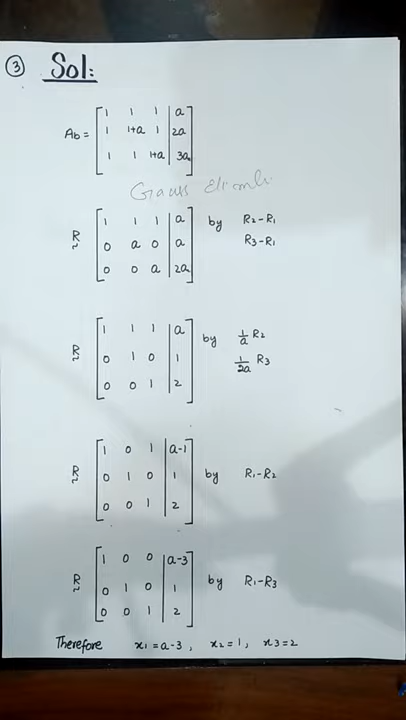 ③ Sol:
Ab = [ 1 1 1 | a
1 1+a 1 | 2a
1 1 1+a | 3a ]
Gauss
R ~ [ 1 1 1 | a
0 a 0 | a
0 0 a | 2a ] by R2-R1
R3-R1
R ~ [ 1 1 1 | a
0 1 0 | 1
0 0 1 | 2 ] by 1/a R2
1/2a R3
R ~ [ 1 0 1 | a-1
0 1 0 | 1
0 0 1 | 2 ] by R1-R2
R ~ [ 1 0 0 | a-3
0 1 0 | 1
0 0 1 | 2 ] by R1-R3
Therefore x1 = a-3, x2 = 1, x3 = 2